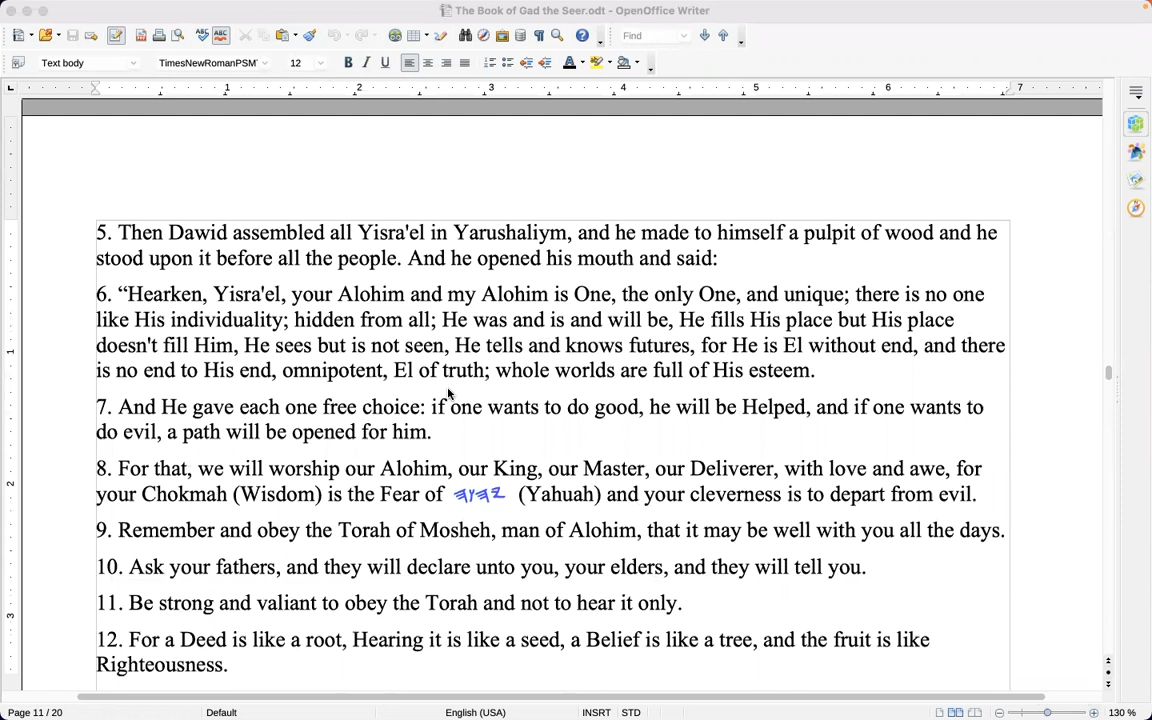 The Book of Gad the Seer.odt - OpenOffice Writer
Find
Text body TimesNewRomanPSM 12 B I U
1 2 3 4 5 6 7
5. Then Dawid assembled all Yisra'el in Yarushaliym, and he made to himself a pulpit of wood and he
stood upon it before all the people. And he opened his mouth and said:
6. “Hearken, Yisra'el, your Alohim and my Alohim is One, the only One, and unique; there is no one
like His individuality; hidden from all; He was and is and will be, He fills His place but His place
doesn't fill Him, He sees but is not seen, He tells and knows futures, for He is El without end, and there
is no end to His end, omnipotent, El of truth; whole worlds are full of His esteem.
7. And He gave each one free choice: if one wants to do good, he will be Helped, and if one wants to
do evil, a path will be opened for him.
8. For that, we will worship our Alohim, our King, our Master, our Deliverer, with love and awe, for
your Chokmah (Wisdom) is the Fear of 𐤉𐤄𐤅𐤄 (Yahuah) and your cleverness is to depart from evil.
9. Remember and obey the Torah of Mosheh, man of Alohim, that it may be well with you all the days.
10. Ask your fathers, and they will declare unto you, your elders, and they will tell you.
11. Be strong and valiant to obey the Torah and not to hear it only.
12. For a Deed is like a root, Hearing it is like a seed, a Belief is like a tree, and the fruit is like
Righteousness.
1
2
3
Page 11 / 20 Default English (USA) INSRT STD 130 %